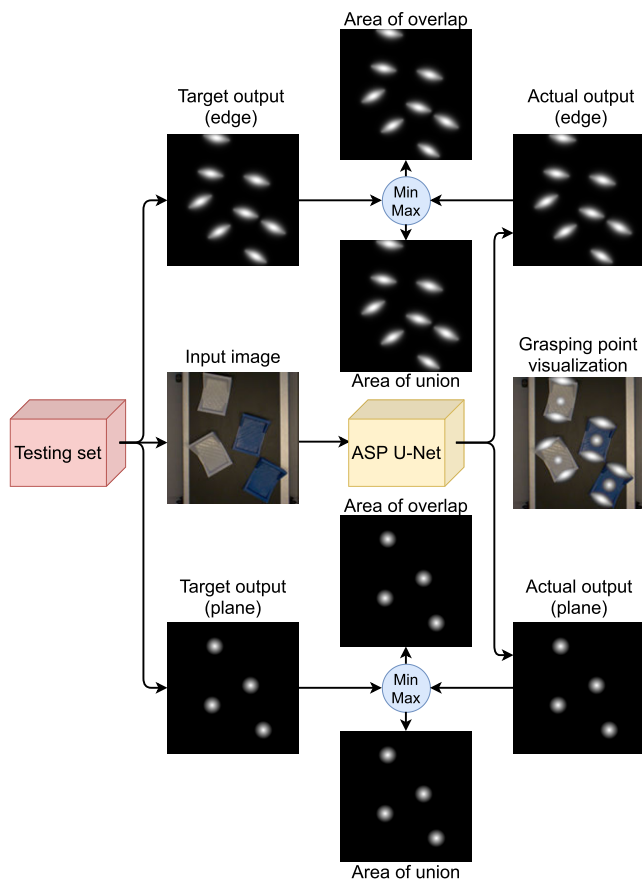 Area of overlap
Target output
(edge)
Actual output
(edge)
Min
Max
Area of union
Input image
Grasping point
visualization
Testing set
ASP U-Net
Area of overlap
Target output
(plane)
Actual output
(plane)
Min
Max
Area of union